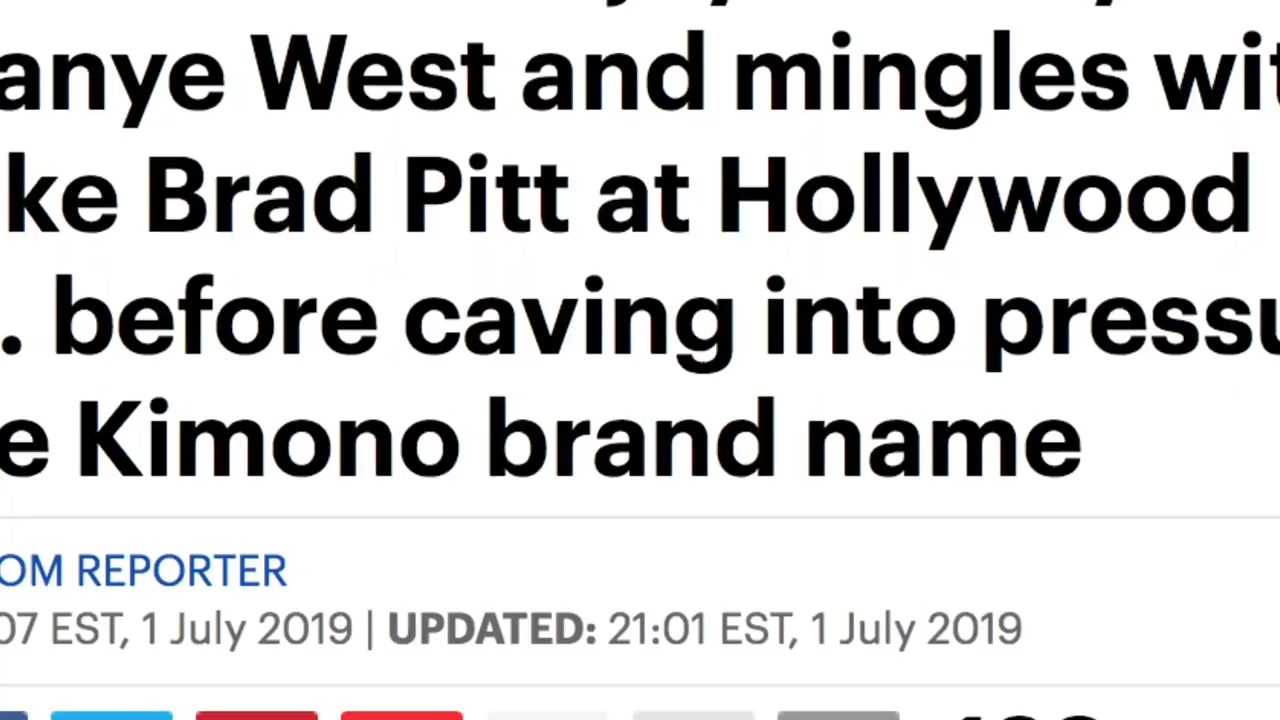 anye West and mingles wit
ke Brad Pitt at Hollywood
. before caving into pressu
e Kimono brand name
OM REPORTER
07 EST, 1 July 2019 | UPDATED: 21:01 EST, 1 July 2019